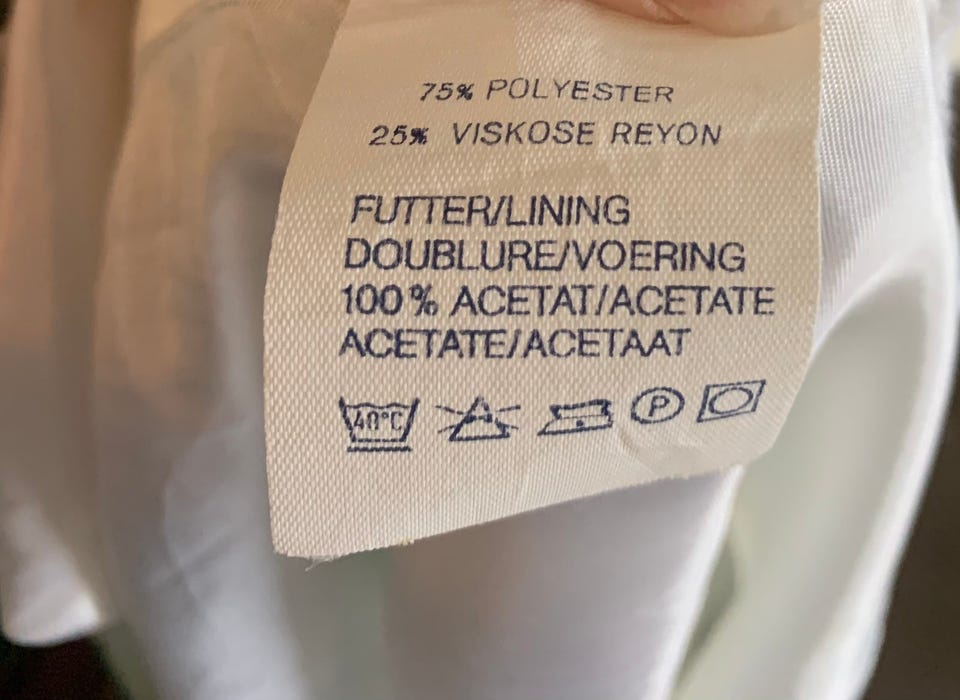 75% POLYESTER
25% VISKOSE REYON
FUTTER/LINING
DOUBLURE/VOERING
100% ACETAT/ACETATE
ACETATE/ACETAAT
40°C P